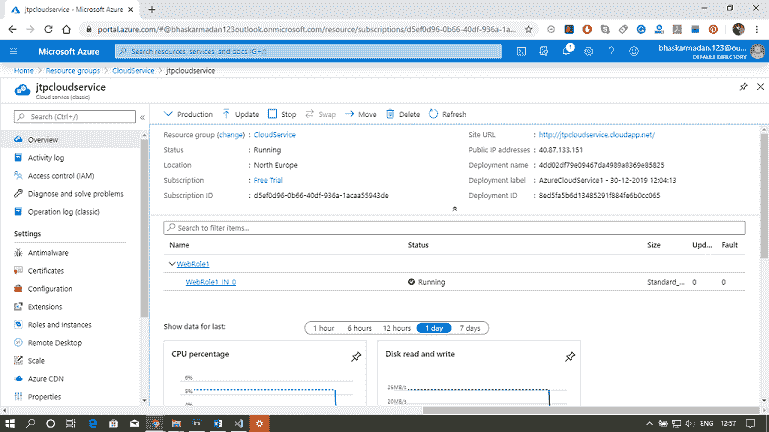 jtpcloudservice - Microsoft Azure
portal.azure.com/#@bhaskarmadan123outlook.onmicrosoft.com/resource/subscriptions/d5ef0d96-0b66-40df-936a-1a...
Microsoft Azure
Search resources, services, and docs (G+/)
bhaskarmadan.123@ou...
DEFAULT DIRECTORY
Home > Resource groups > CloudService > jtpcloudservice
jtpcloudservice
Cloud service (classic)
Search (Ctrl+/)
Production Update Stop Swap Move Delete Refresh
Overview
Activity log
Access control (IAM)
Diagnose and solve problems
Operation log (classic)
Settings
Antimalware
Certificates
Configuration
Extensions
Roles and instances
Remote Desktop
Scale
Azure CDN
Properties
Resource group (change) : CloudService
Status : Running
Location : North Europe
Subscription : Free Trial
Subscription ID : d5ef0d96-0b66-40df-936a-1acaa55943de
Site URL : http://jtpcloudservice.cloudapp.net/
Public IP addresses : 40.87.133.151
Deployment name : 4dd02df79e09467da4989a8369e85825
Deployment label : AzureCloudService1 - 30-12-2019 12:04:13
Deployment ID : 8ed5fa5b6d13485291f884fe6b0cc065
Search to filter items...
Name Status Size Upd... Fault
WebRole1
WebRole1_IN_0 Running Standard_... 0 0
Show data for last: 1 hour 6 hours 12 hours 1 day 7 days
CPU percentage
6%
5%
Disk read and write
25MB/s
20MB/s
ENG 12:57